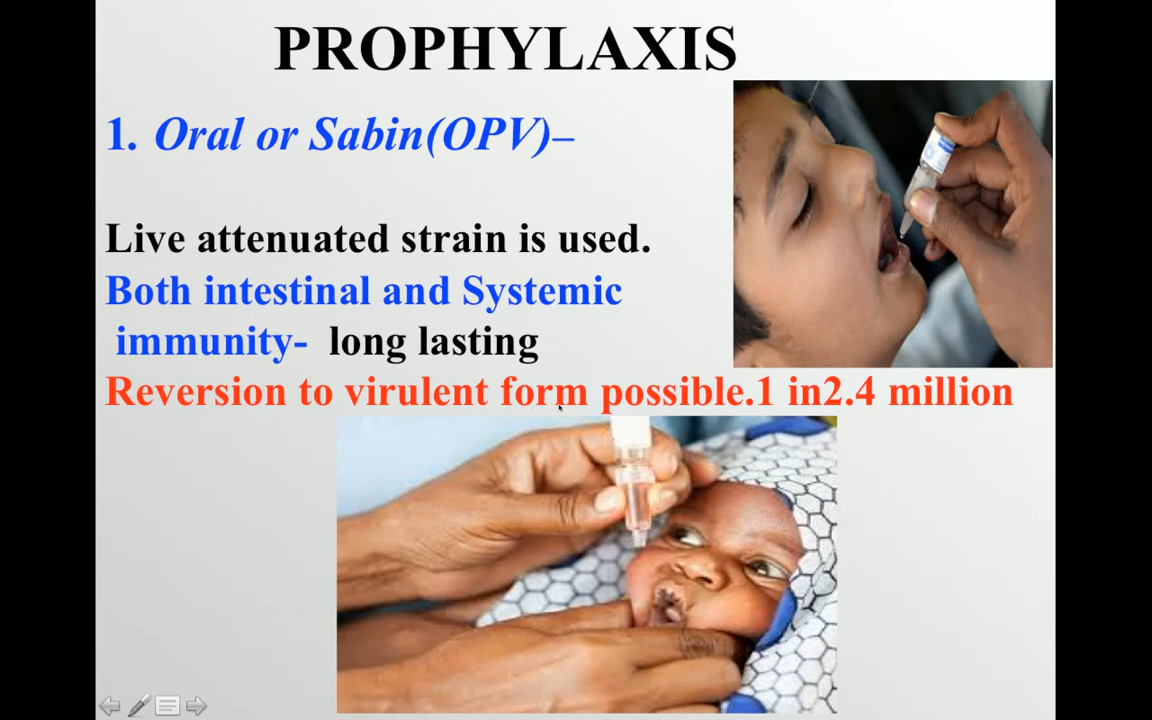 PROPHYLAXIS
1. Oral or Sabin(OPV)–
Live attenuated strain is used.
Both intestinal and Systemic
immunity- long lasting
Reversion to virulent form possible.1 in2.4 million